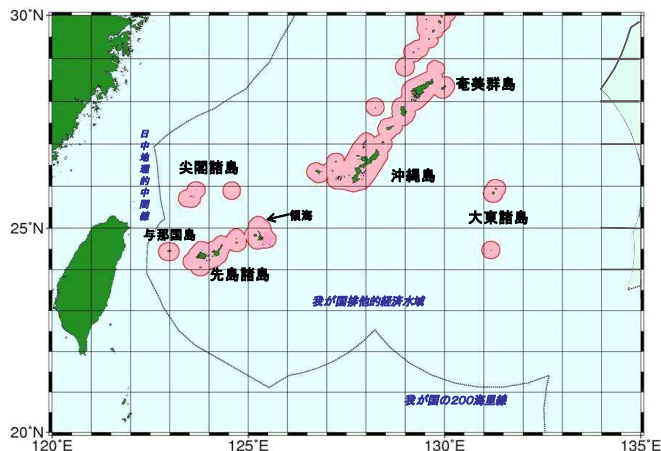 30°N
奄美群島
日中地理的中間線
尖閣諸島
沖縄島
大東諸島
25°N
領海
与那国島
先島諸島
我が国排他的経済水域
我が国の200海里線
20°N
120°E
125°E
130°E
135°E